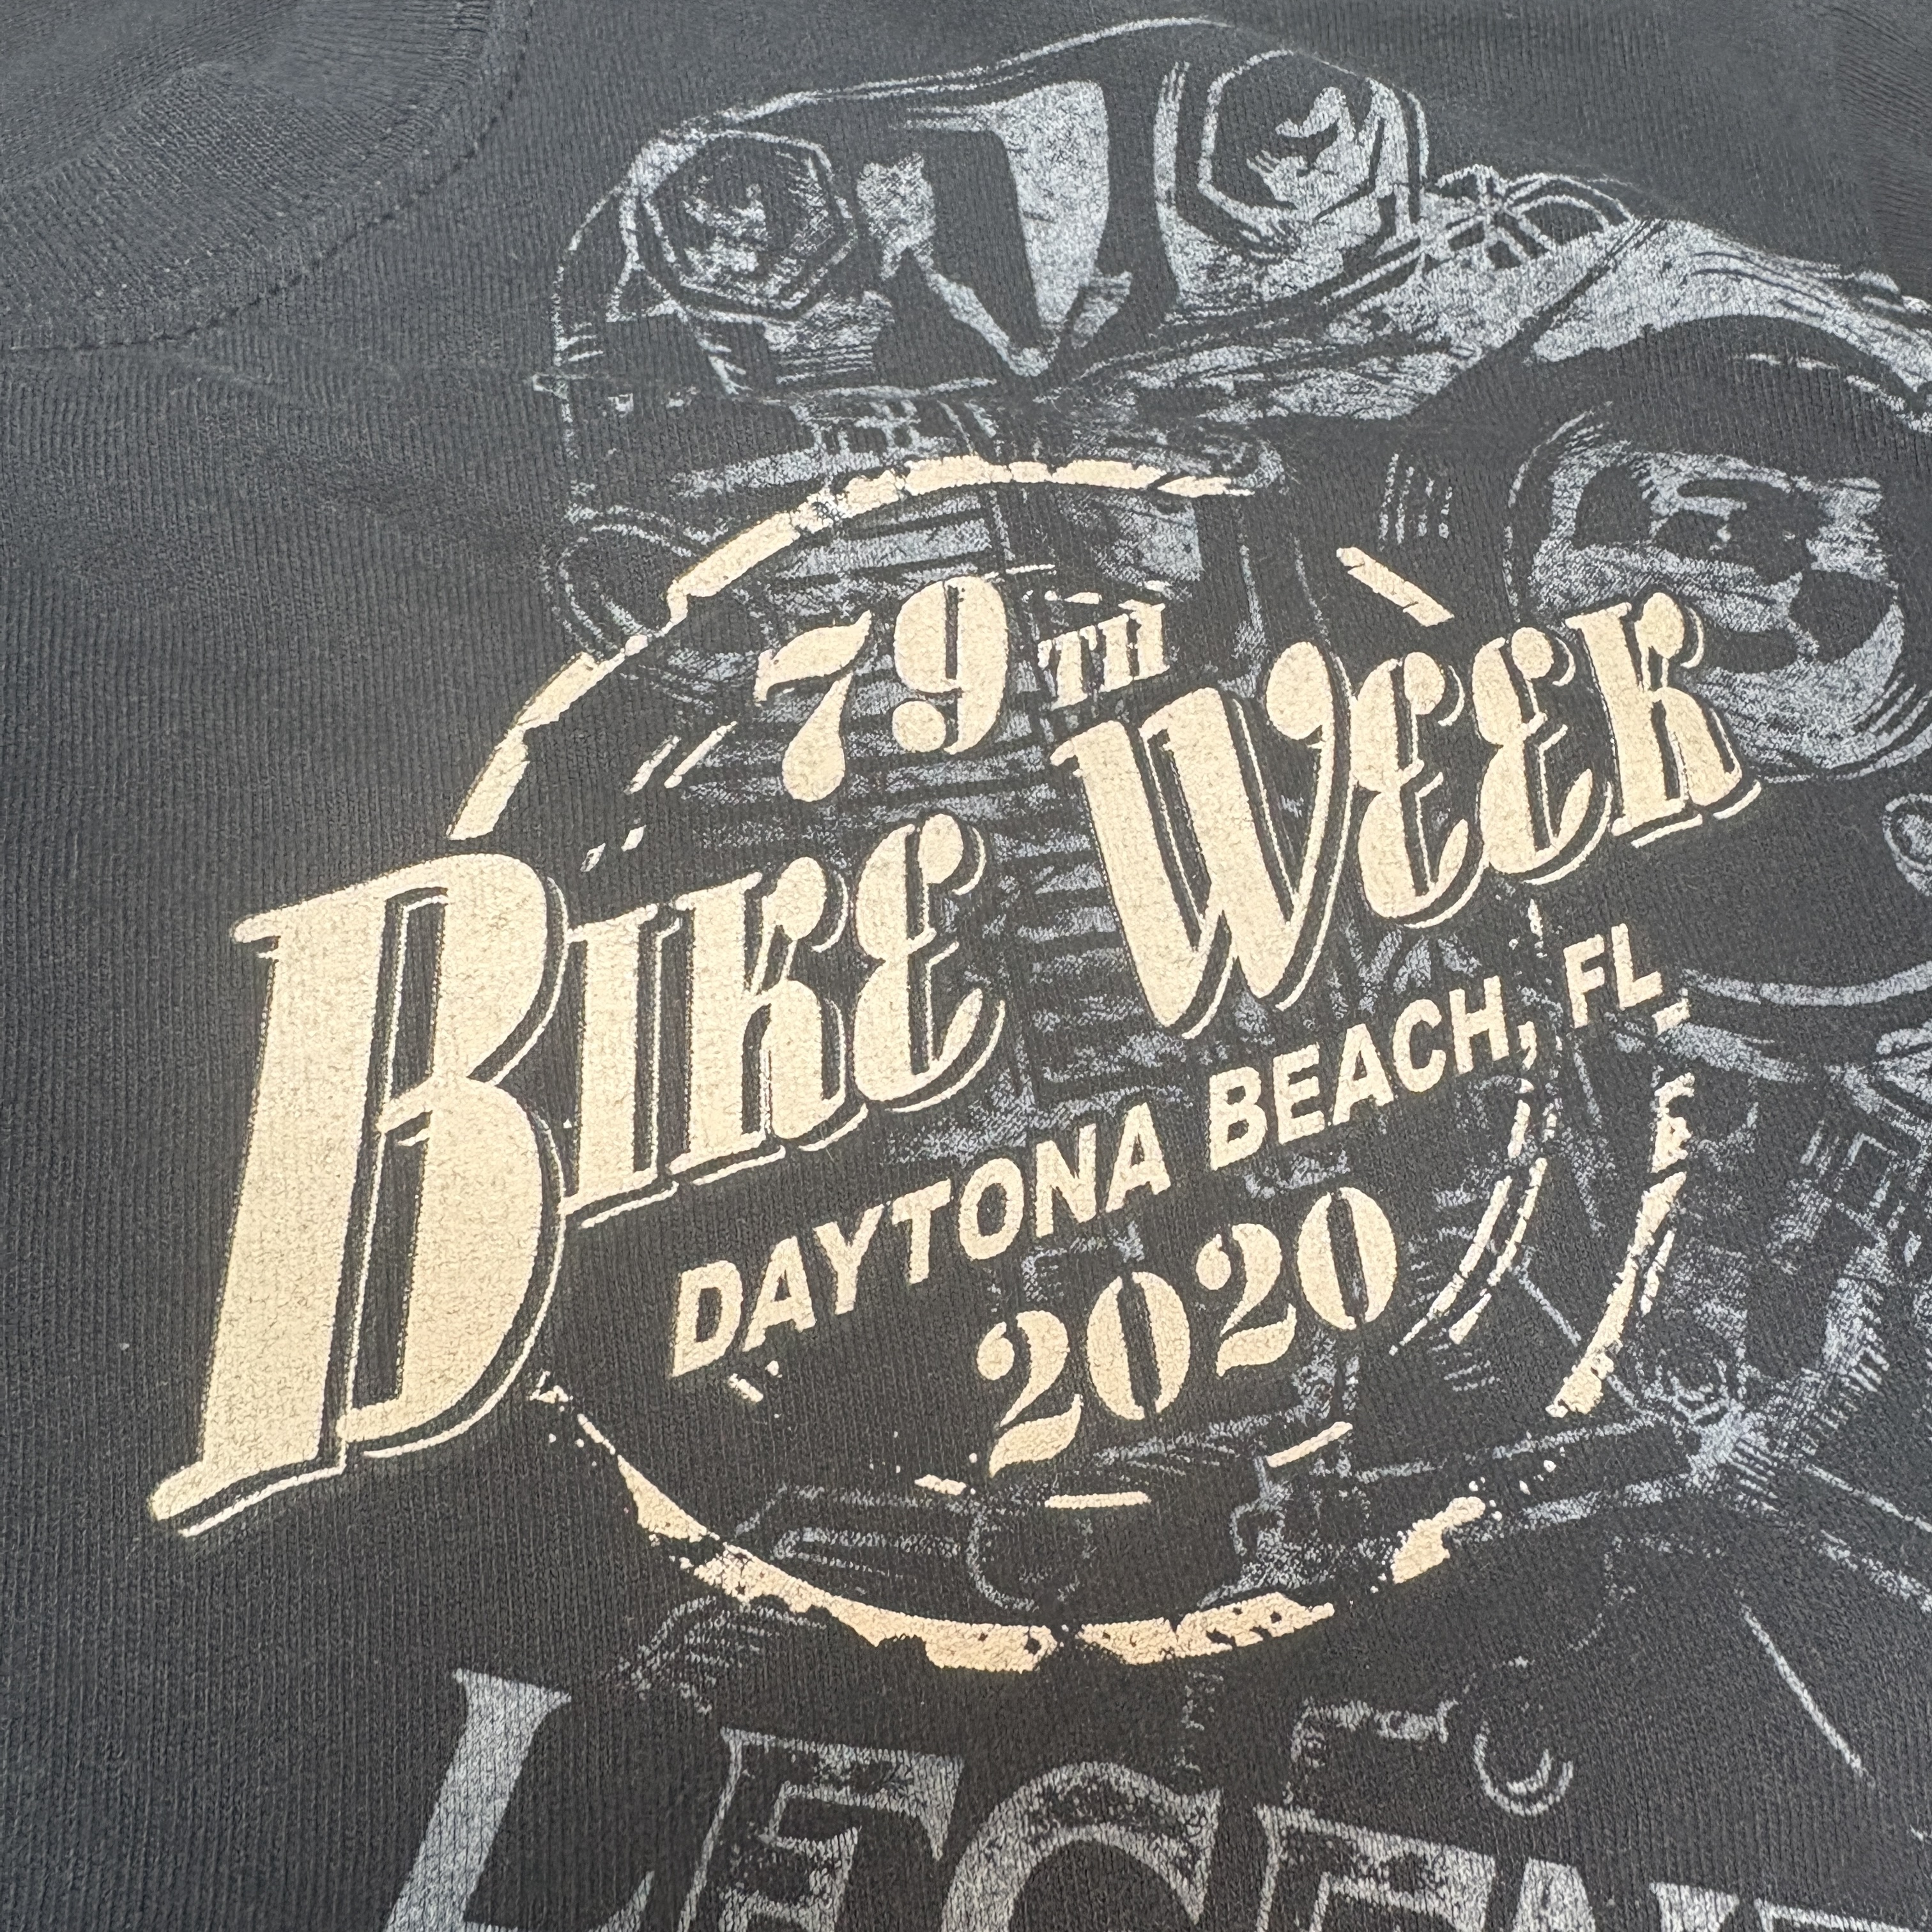 79TH
BIKE WEEK
DAYTONA BEACH, FL
2020